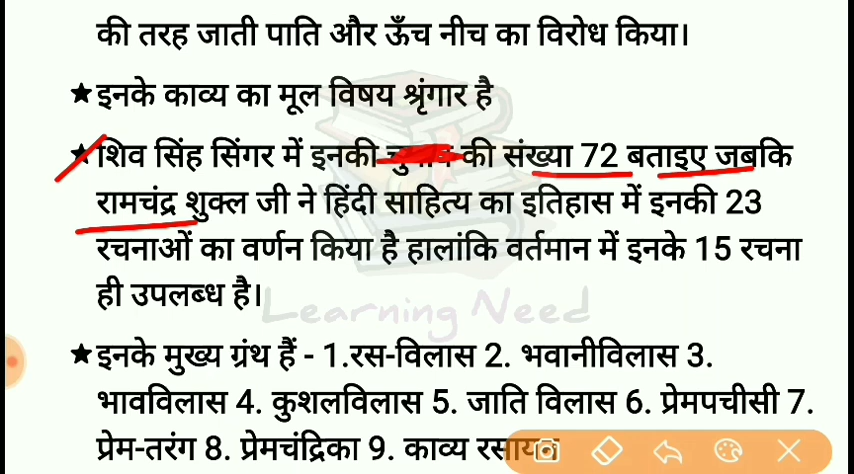 की तरह जाती पाति और ऊँच नीच का विरोध किया।
★इनके काव्य का मूल विषय श्रृंगार है
★शिव सिंह सिंगर में इनकी की संख्या 72 बताइए जबकि
रामचंद्र शुक्ल जी ने हिंदी साहित्य का इतिहास में इनकी 23
रचनाओं का वर्णन किया है हालांकि वर्तमान में इनके 15 रचना
ही उपलब्ध है।
Learning Need
★इनके मुख्य ग्रंथ हैं - 1.रस-विलास 2. भवानीविलास 3.
भावविलास 4. कुशलविलास 5. जाति विलास 6. प्रेमपचीसी 7.
प्रेम-तरंग 8. प्रेमचंद्रिका 9. काव्य